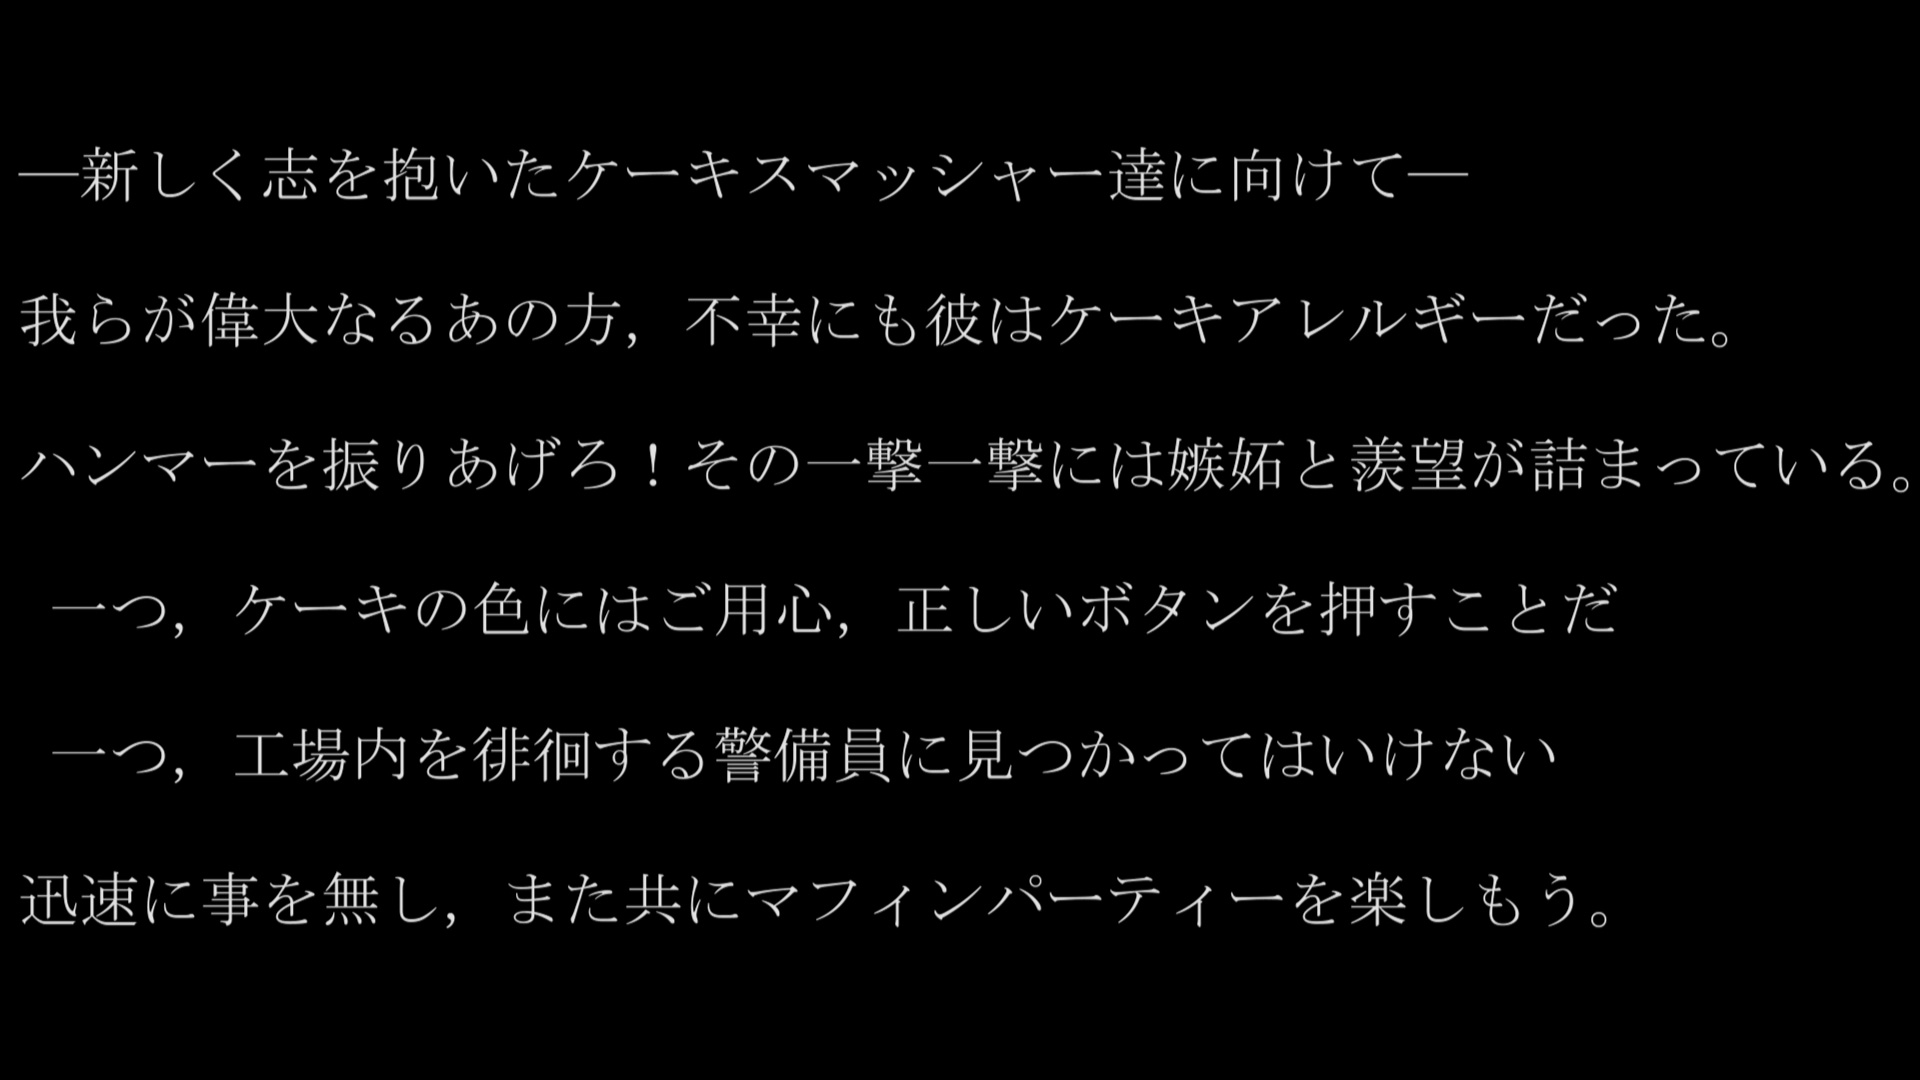 ―新しく志を抱いたケーキスマッシャー達に向けて―
我らが偉大なるあの方，不幸にも彼はケーキアレルギーだった。
ハンマーを振りあげろ！その一撃一撃には嫉妬と羨望が詰まっている。
一つ，ケーキの色にはご用心，正しいボタンを押すことだ
一つ，工場内を徘徊する警備員に見つかってはいけない
迅速に事を無し，また共にマフィンパーティーを楽しもう。